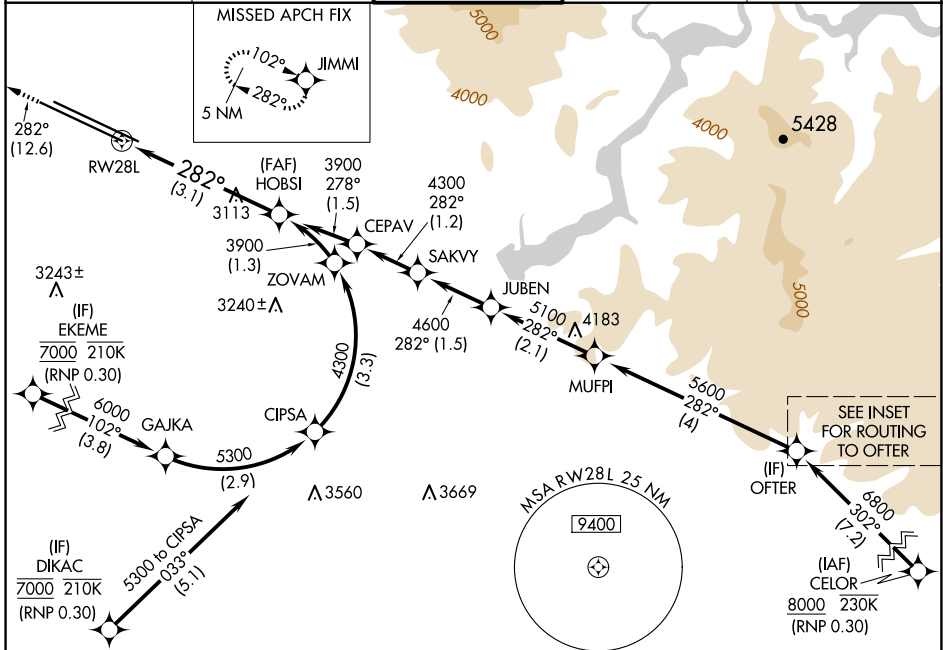 MISSED APCH FIX
102°
JIMMI
282°
5 NM
5000
4000
4000
5428
5000
282°
(12.6)
RW28L
282°
(3.1)
3113
(FAF)
HOBSI
3900
278°
(1.5)
4300
282°
(1.2)
CEPAV
3900
(1.3)
ZOVAM
SAKVY
JUBEN
3243±
3240±
4600
282° (1.5)
5100
282°
(2.1)
4183
MUFPI
(IF)
EKEME
7000 210K
(RNP 0.30)
6000
102°
(3.8)
GAJKA
CIPSA
4300
(3.3)
5300
(2.9)
5600
282°
(4)
SEE INSET
FOR ROUTING
TO OFTER
(IF)
OFTER
3560
3669
MSA RW28L 25 NM
9400
6800
302°
(7.2)
(IF)
DIKAC
7000 210K
(RNP 0.30)
5300 to CIPSA
033°
(5.1)
(IAF)
CELOR
8000 230K
(RNP 0.30)